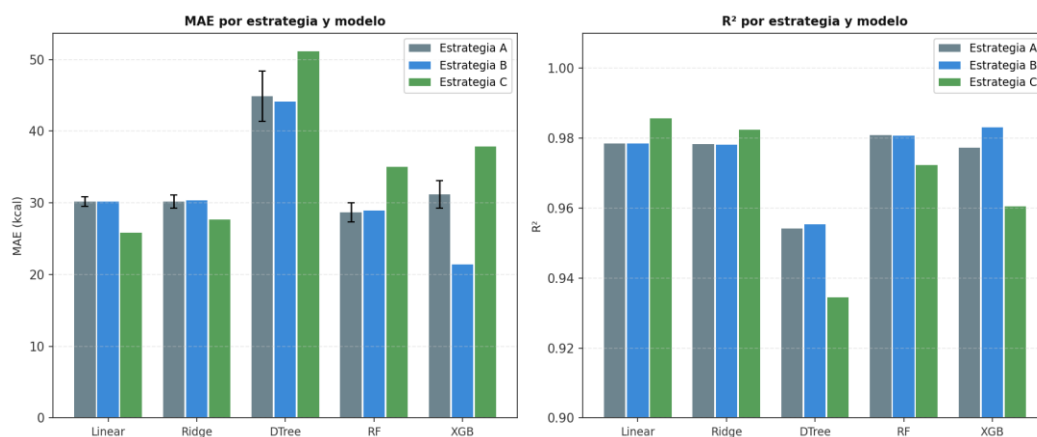 MAE por estrategia y modelo
Estrategia A
Estrategia B
Estrategia C
MAE (kcal)
50
40
30
20
10
0
Linear
Ridge
DTree
RF
XGB
R² por estrategia y modelo
Estrategia A
Estrategia B
Estrategia C
R²
1.00
0.98
0.96
0.94
0.92
0.90
Linear
Ridge
DTree
RF
XGB